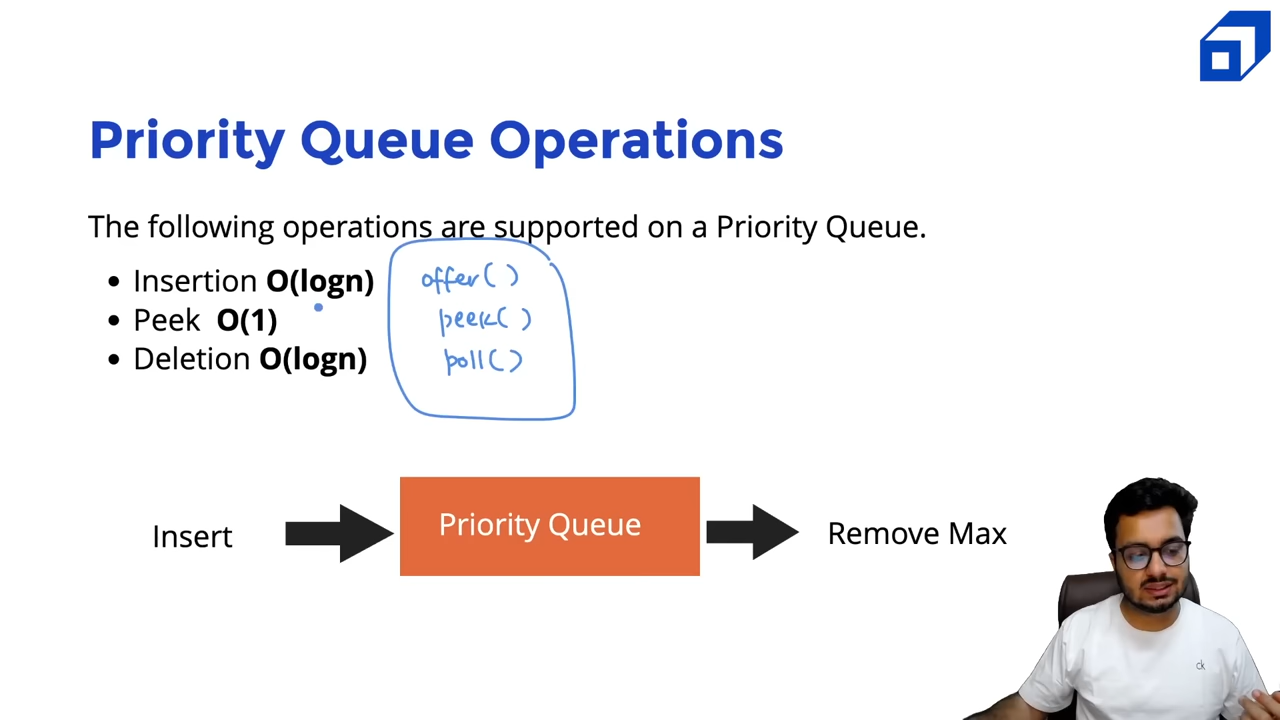 Priority Queue Operations
The following operations are supported on a Priority Queue.
• Insertion O(logn) offer()
• Peek O(1) peek()
• Deletion O(logn) poll()
Insert
Priority Queue
Remove Max
ck